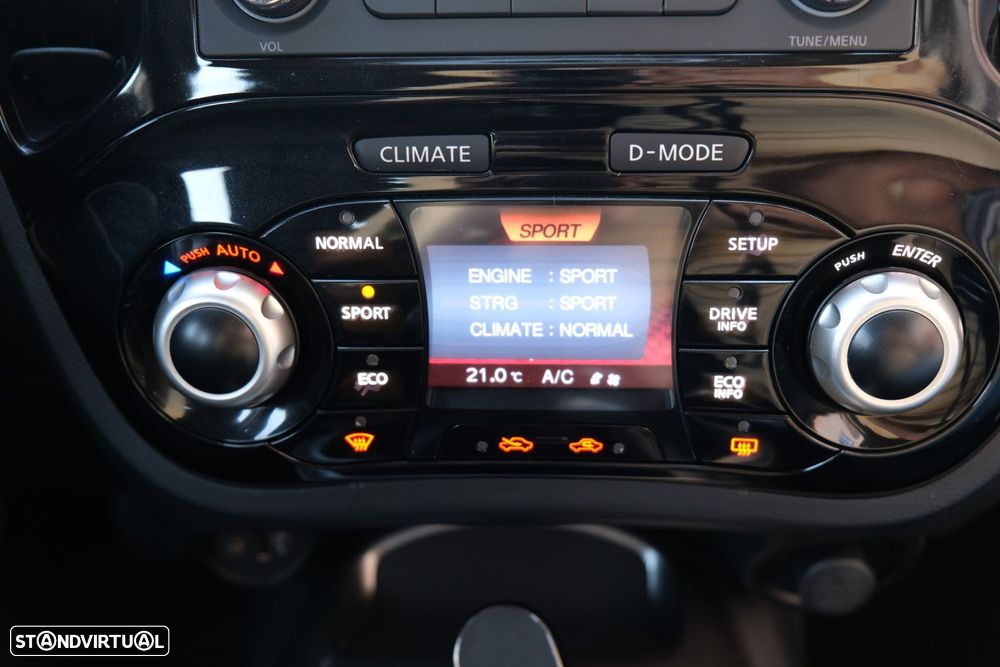 VOL
TUNE/MENU
CLIMATE
D-MODE
PUSH AUTO
NORMAL
SPORT
ECO
SPORT
ENGINE : SPORT
STRG : SPORT
CLIMATE : NORMAL
21.0℃ A/C
SETUP
DRIVE
INFO
ECO
INFO
PUSH ENTER
STANDVIRTUAL